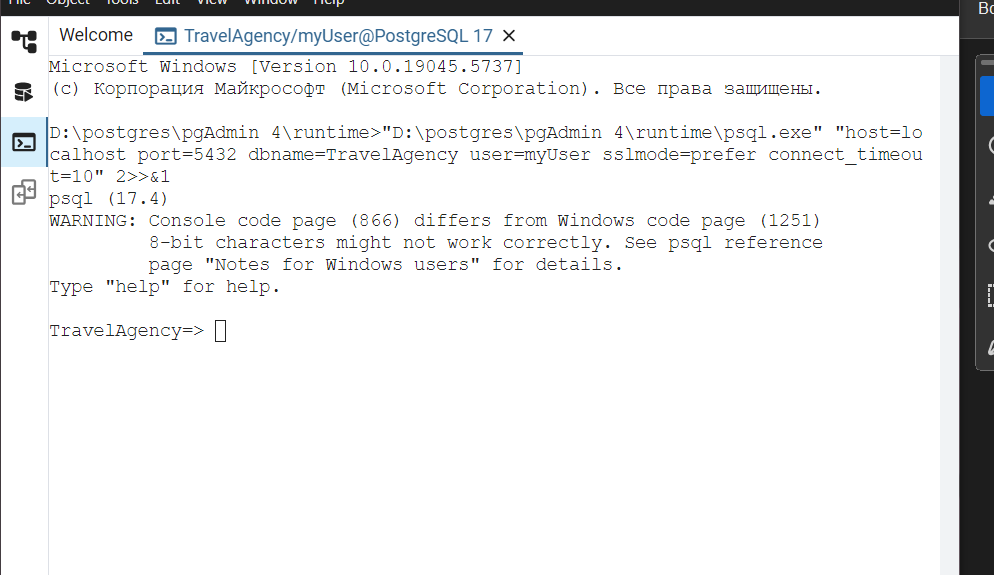 File Object Tools Edit View Window Help
Welcome
TravelAgency/myUser@PostgreSQL 17
Microsoft Windows [Version 10.0.19045.5737]
(c) Корпорация Майкрософт (Microsoft Corporation). Все права защищены.
D:\postgres\pgAdmin 4\runtime>"D:\postgres\pgAdmin 4\runtime\psql.exe" "host=lo
calhost port=5432 dbname=TravelAgency user=myUser sslmode=prefer connect_timeou
t=10" 2>>&1
psql (17.4)
WARNING: Console code page (866) differs from Windows code page (1251)
8-bit characters might not work correctly. See psql reference
page "Notes for Windows users" for details.
Type "help" for help.
TravelAgency=>